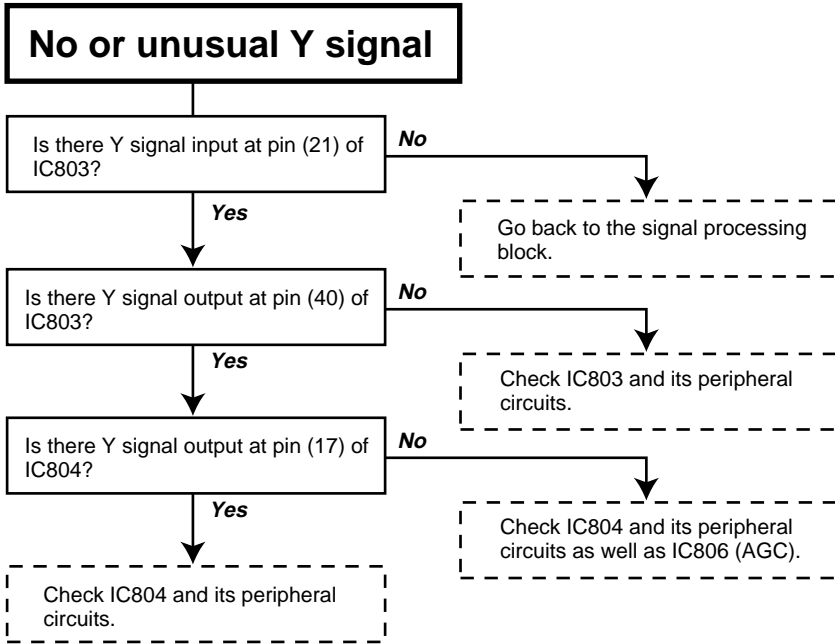 No or unusual Y signal
Is there Y signal input at pin (21) of
IC803?
No
Yes
Go back to the signal processing
block.
Is there Y signal output at pin (40) of
IC803?
No
Yes
Check IC803 and its peripheral
circuits.
Is there Y signal output at pin (17) of
IC804?
No
Yes
Check IC804 and its peripheral
circuits as well as IC806 (AGC).
Check IC804 and its peripheral
circuits.